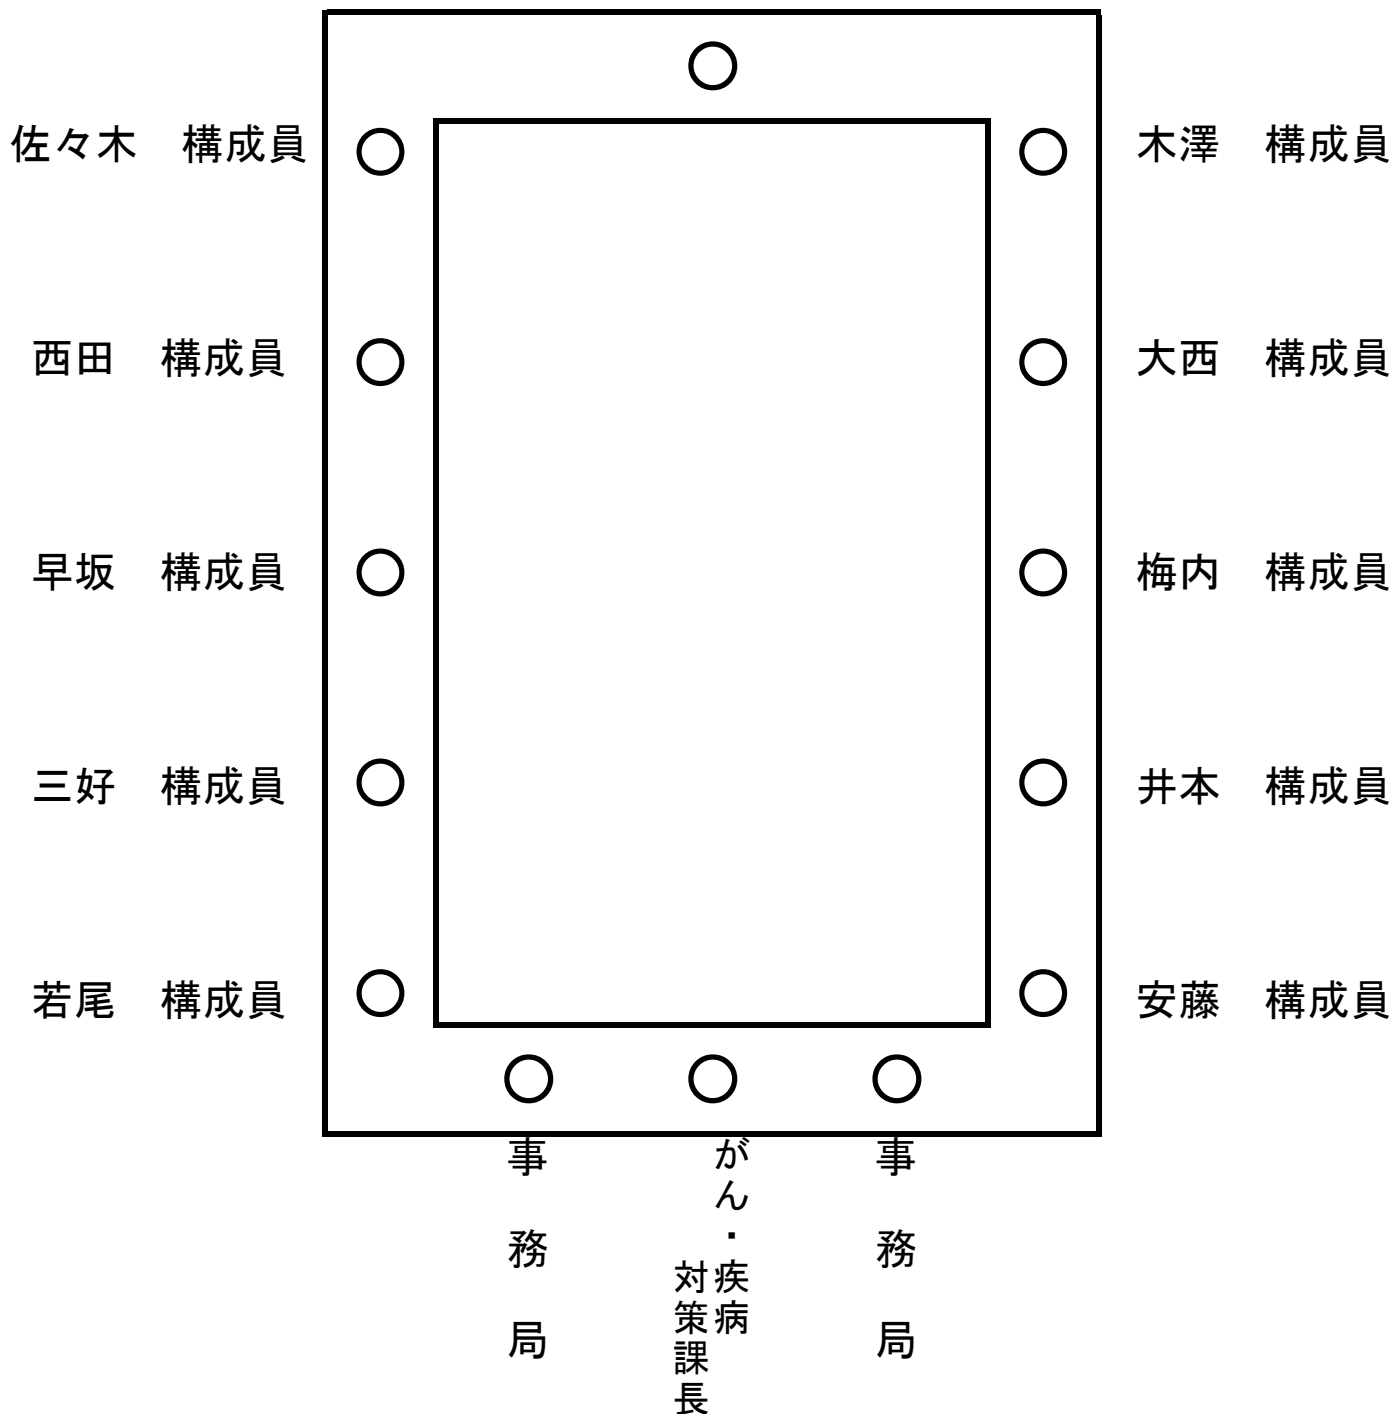 佐々木　構成員
木澤　構成員
西田　構成員
大西　構成員
早坂　構成員
梅内　構成員
三好　構成員
井本　構成員
若尾　構成員
安藤　構成員
事務局
がん・疾病
対策課長
事務局